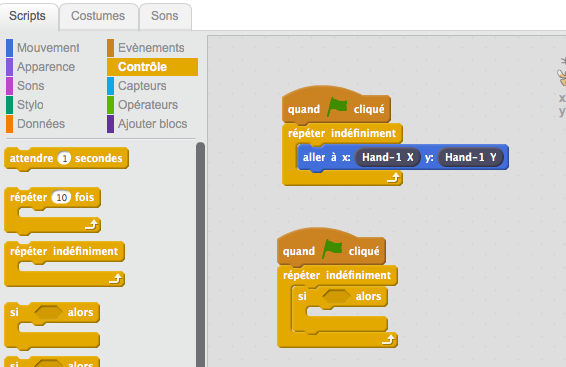 Scripts Costumes Sons
Mouvement Evènements
Apparence Contrôle
Sons Capteurs
Stylo Opérateurs
Données Ajouter blocs
attendre 1 secondes
répéter 10 fois
répéter indéfiniment
si alors
si alors
quand cliqué
répéter indéfiniment
aller à x: Hand-1 X y: Hand-1 Y
quand cliqué
répéter indéfiniment
si alors
x
y